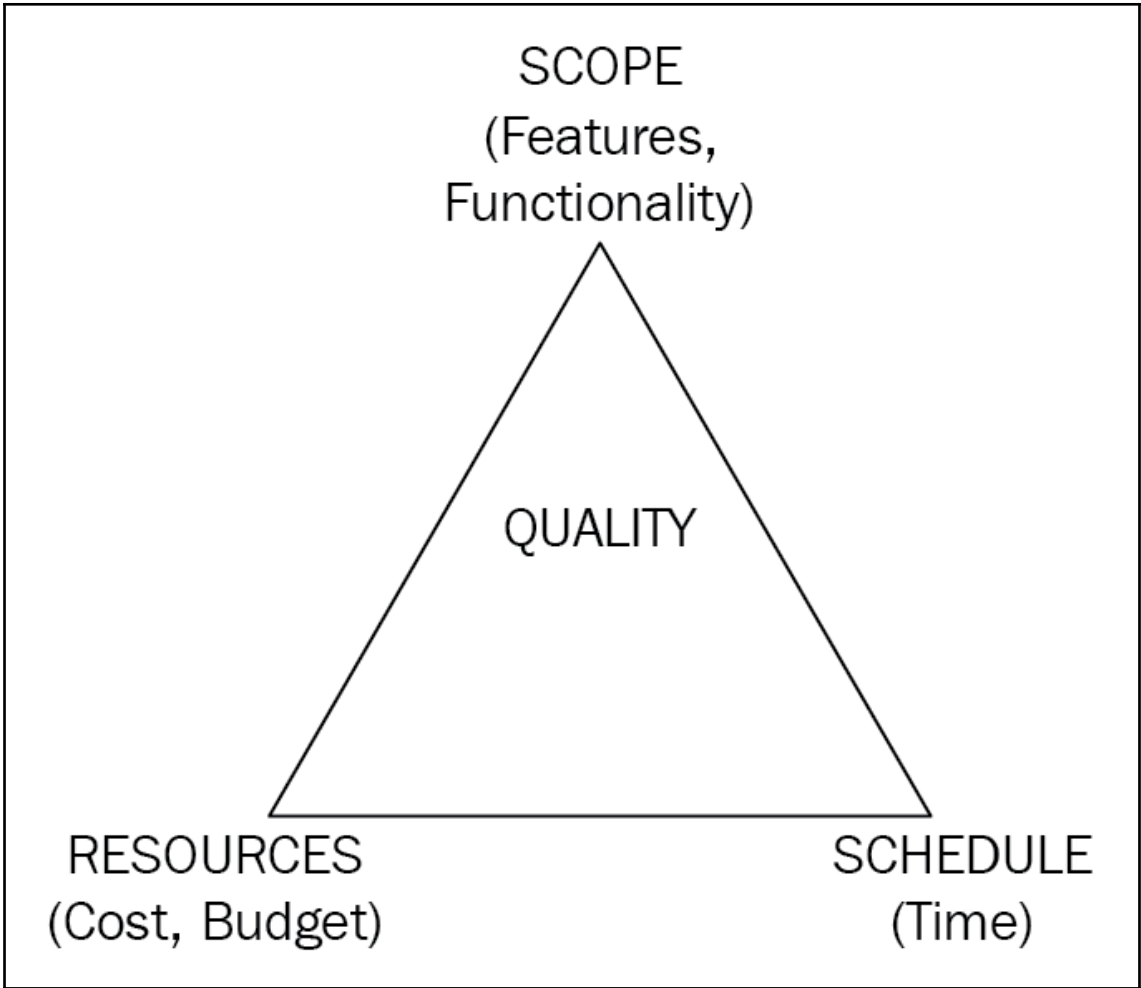 SCOPE
(Features,
Functionality)
QUALITY
RESOURCES
(Cost, Budget)
SCHEDULE
(Time)